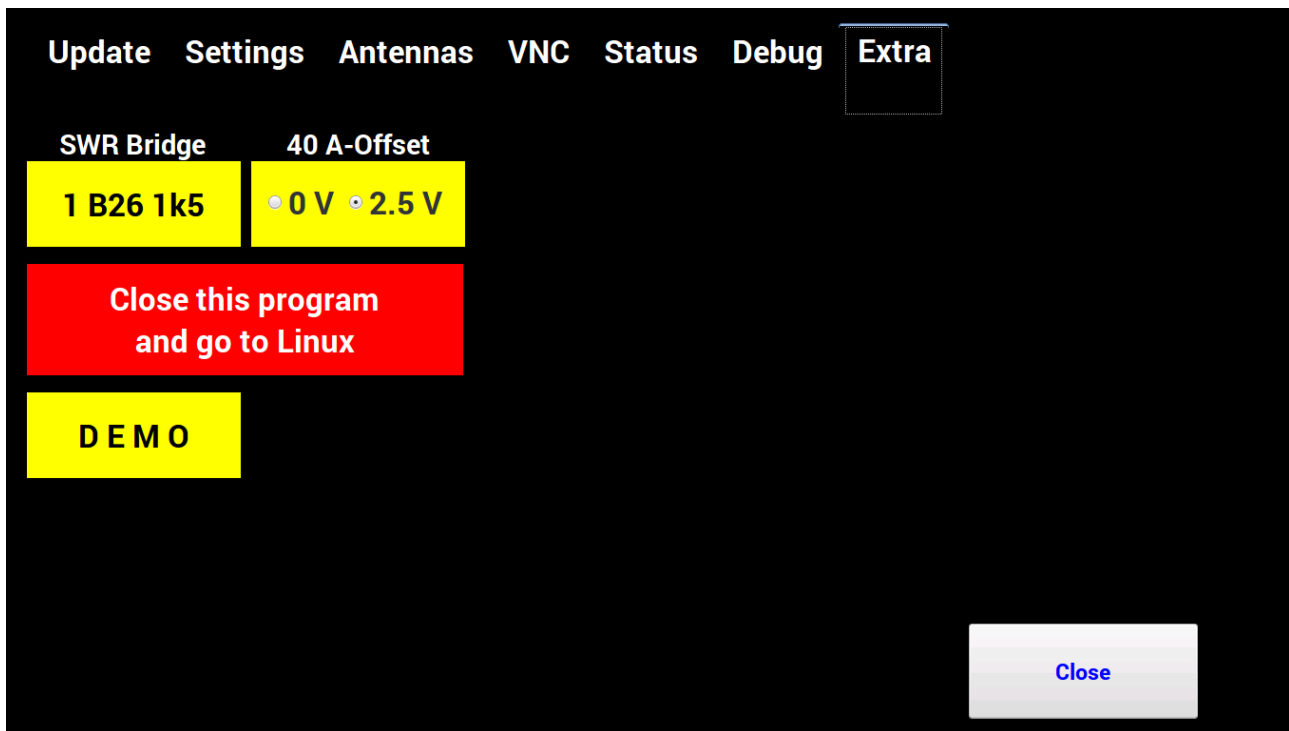 Update Settings Antennas VNC Status Debug Extra
SWR Bridge 40 A-Offset
1 B26 1k5 0 V 2.5 V
Close this program
and go to Linux
D E M O
Close